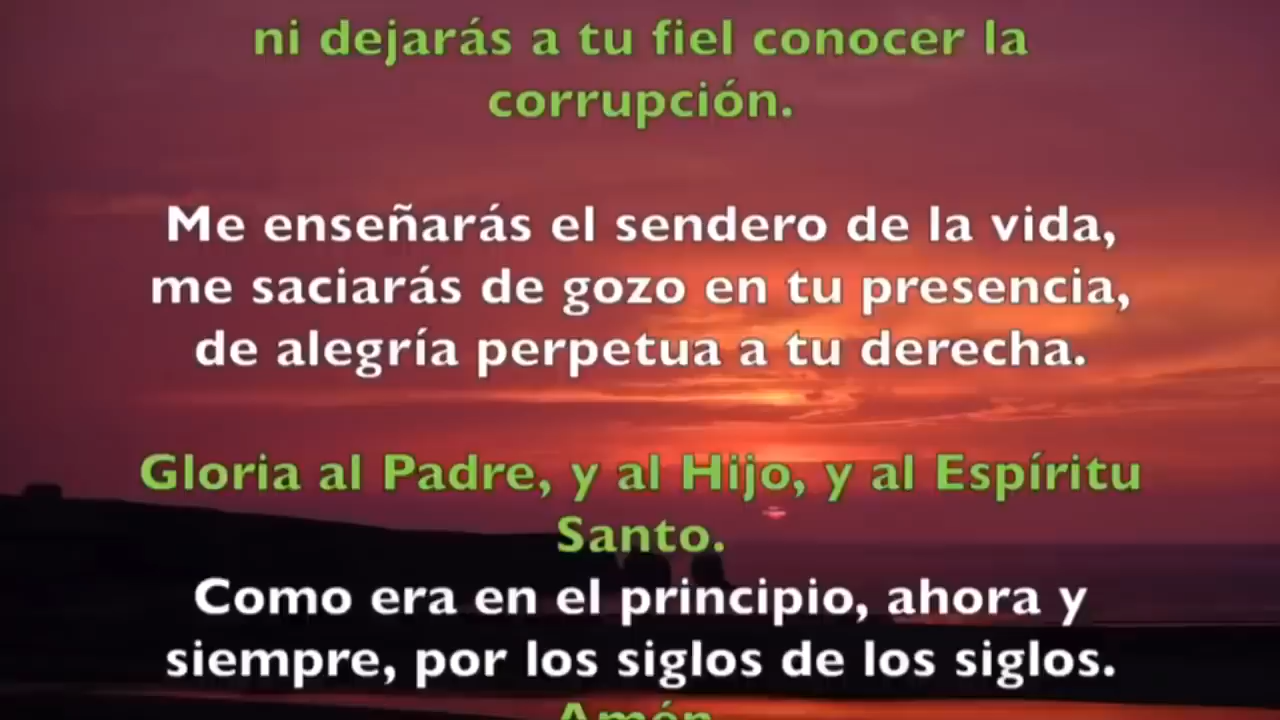 ni dejarás a tu fiel conocer la
corrupción.
Me enseñarás el sendero de la vida,
me saciarás de gozo en tu presencia,
de alegría perpetua a tu derecha.
Gloria al Padre, y al Hijo, y al Espíritu
Santo.
Como era en el principio, ahora y
siempre, por los siglos de los siglos.
Amén